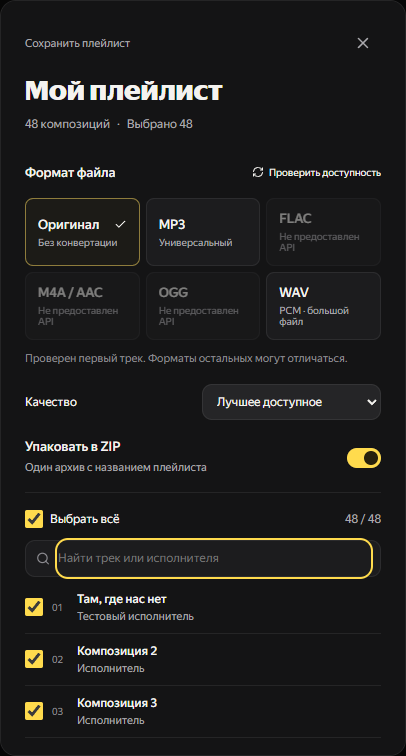 Сохранить плейлист
Мой плейлист
48 композиций · Выбрано 48
Формат файла
Проверить доступность
Оригинал
Без конвертации
MP3
Универсальный
FLAC
Не предоставлен
API
M4A / AAC
Не предоставлен
API
OGG
Не предоставлен
API
WAV
PCM · большой
файл
Проверен первый трек. Форматы остальных могут отличаться.
Качество
Лучшее доступное
Упаковать в ZIP
Один архив с названием плейлиста
Выбрать всё
48 / 48
Найти трек или исполнителя
01
Там, где нас нет
Тестовый исполнитель
02
Композиция 2
Исполнитель
03
Композиция 3
Исполнитель